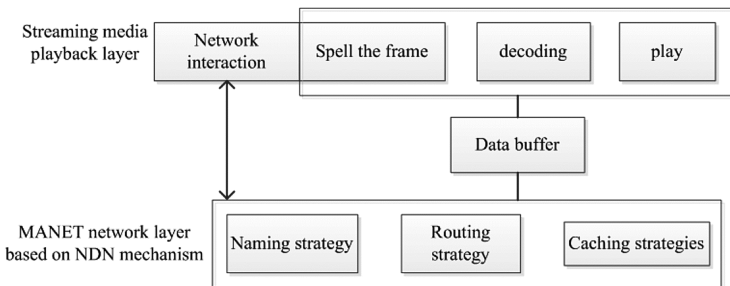 Streaming media
playback layer
Network
interaction
Spell the frame
decoding
play
Data buffer
MANET network layer
based on NDN mechanism
Naming strategy
Routing
strategy
Caching strategies